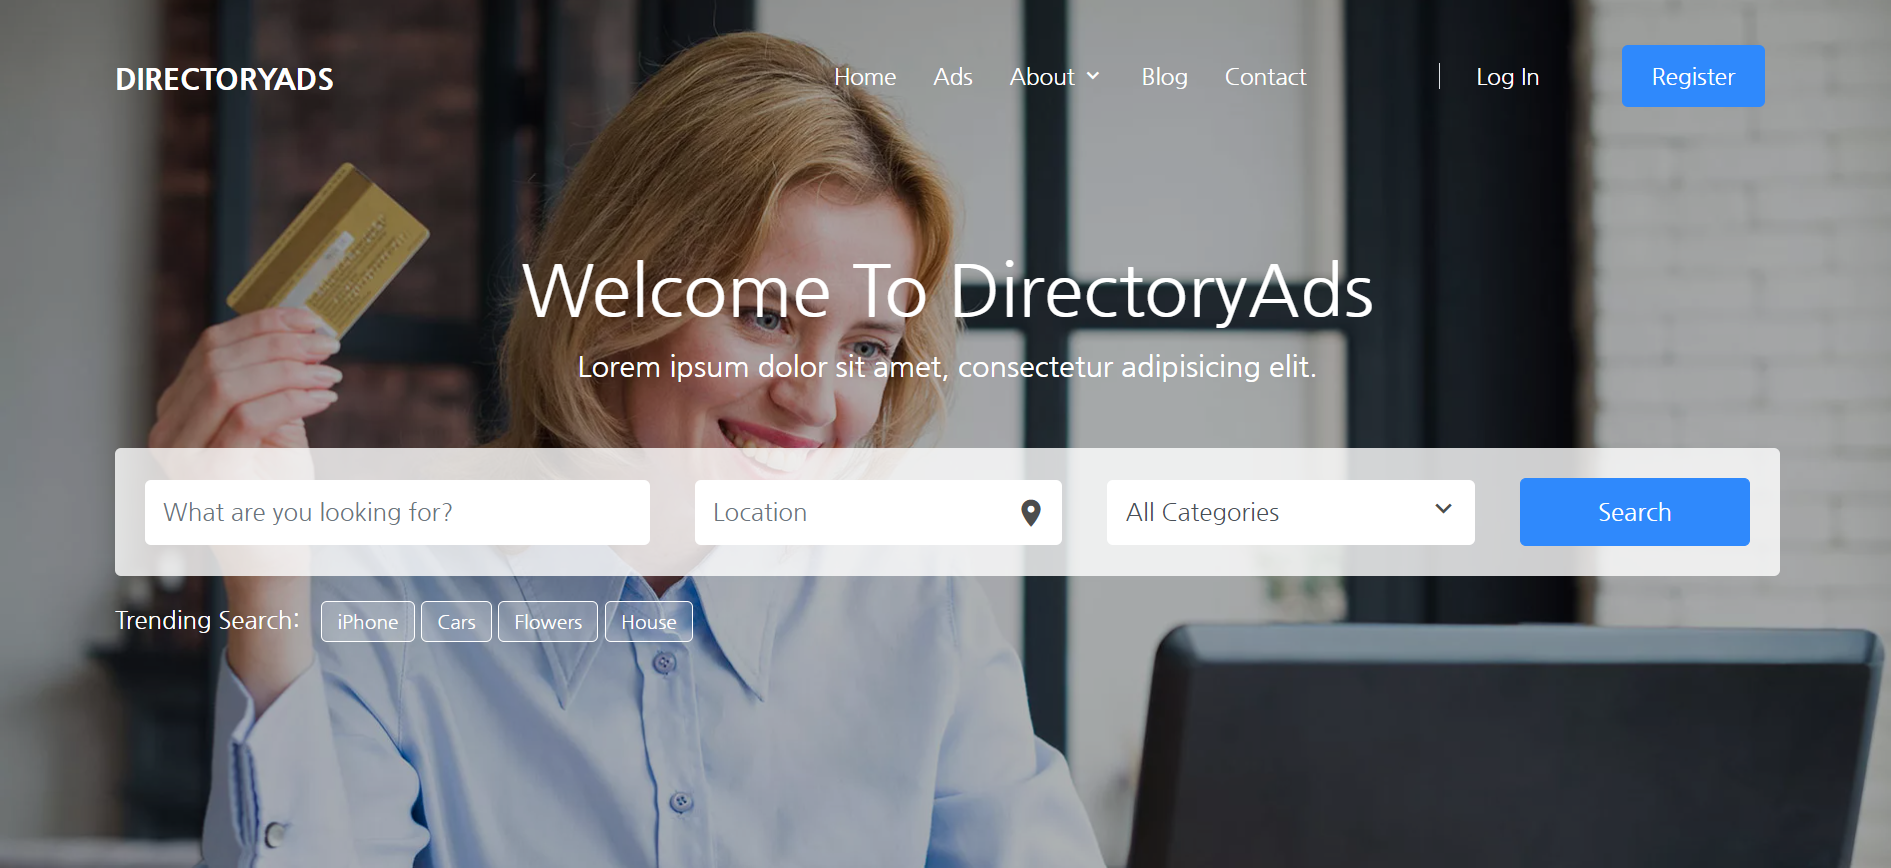 DIRECTORYADS
Home Ads About Blog Contact Log In Register
Welcome To DirectoryAds
Lorem ipsum dolor sit amet, consectetur adipisicing elit.
What are you looking for? Location All Categories Search
Trending Search: iPhone Cars Flowers House